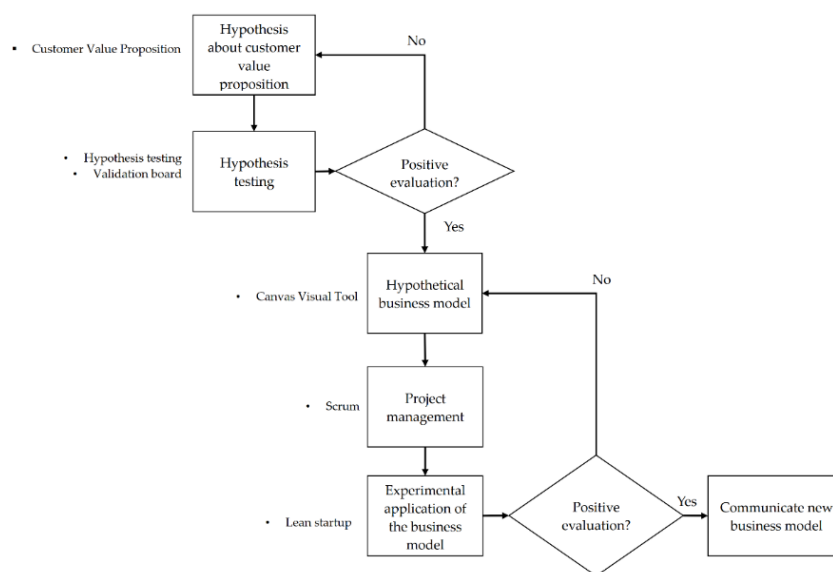 Hypothesis
about customer
value
proposition
No
▪ Customer Value Proposition
• Hypothesis testing
• Validation board
Hypothesis
testing
Positive
evaluation?
Yes
Hypothetical
business model
No
• Canvas Visual Tool
• Scrum
Project
management
• Lean startup
Experimental
application of
the business
model
Positive
evaluation?
Yes
Communicate new
business model